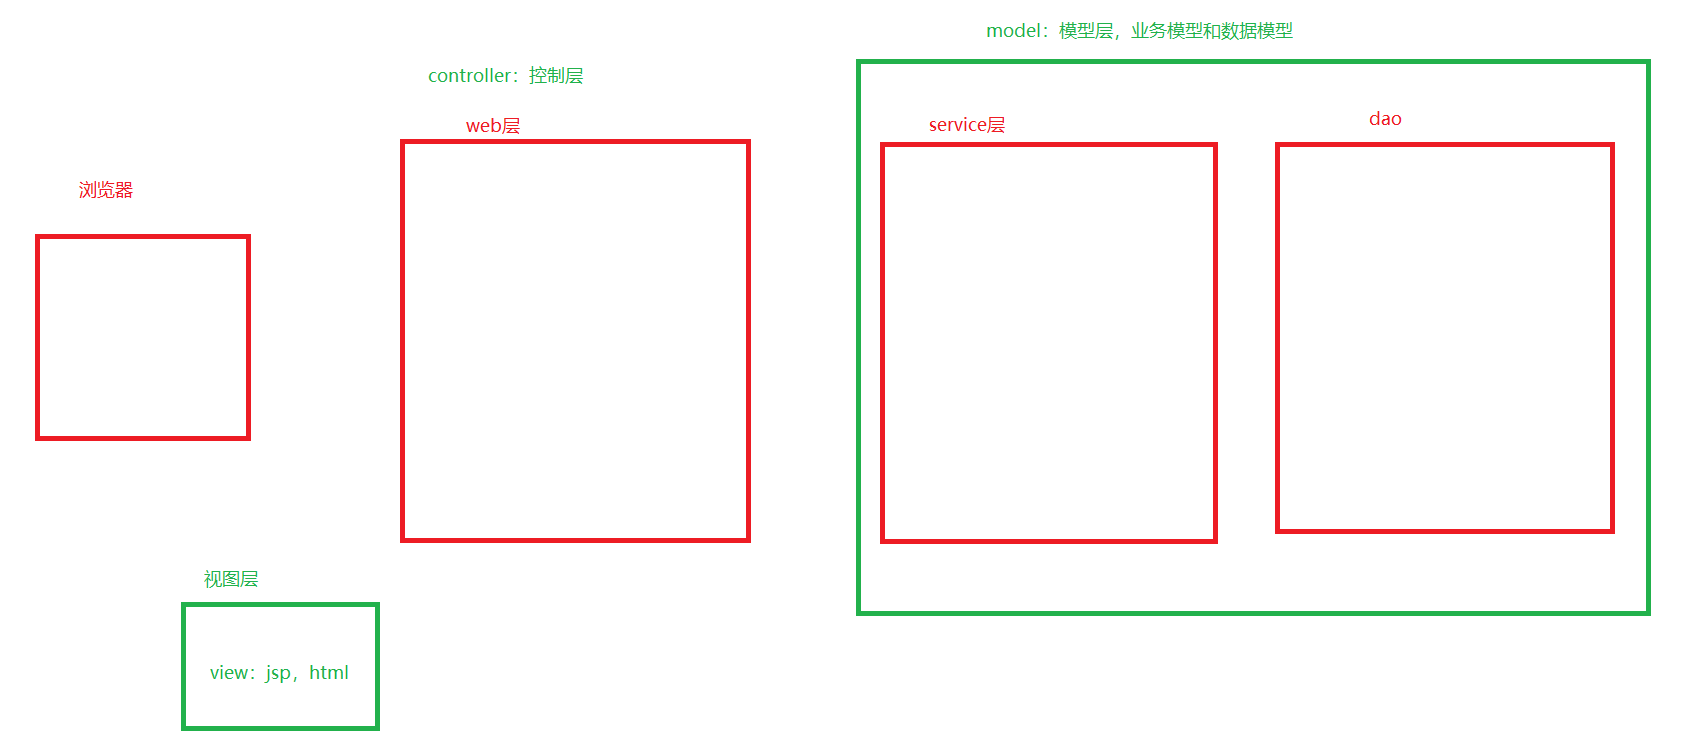 model：模型层，业务模型和数据模型
controller：控制层
web层
service层
dao
浏览器
视图层
view：jsp，html